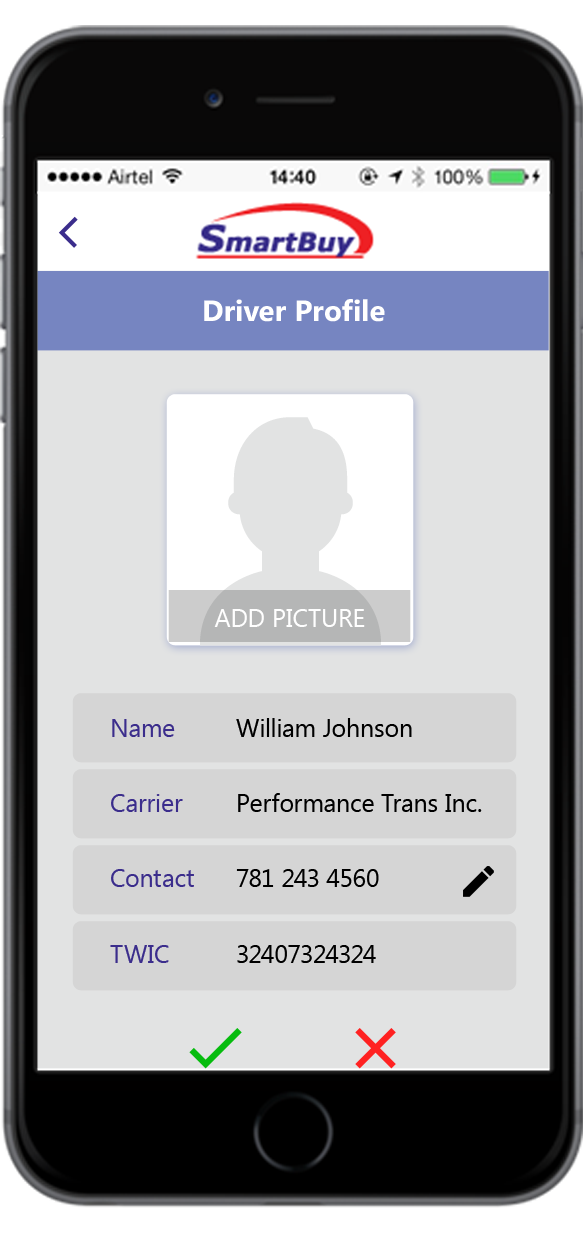 Airtel 14:40 100%
SmartBuy
Driver Profile
ADD PICTURE
Name William Johnson
Carrier Performance Trans Inc.
Contact 781 243 4560
TWIC 32407324324